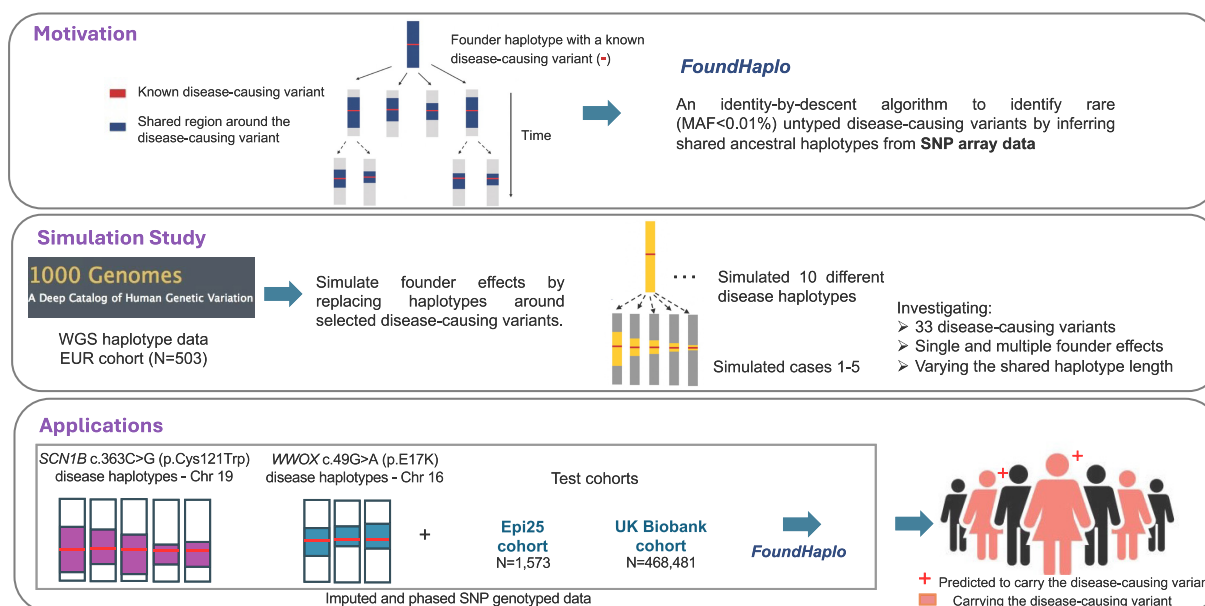 Motivation
Founder haplotype with a known
disease-causing variant (-)
Known disease-causing variant
Shared region around the
disease-causing variant
Time
FoundHaplo
An identity-by-descent algorithm to identify rare
(MAF<0.01%) untyped disease-causing variants by inferring
shared ancestral haplotypes from SNP array data
Simulation Study
1000 Genomes
A Deep Catalog of Human Genetic Variation
WGS haplotype data
EUR cohort (N=503)
Simulate founder effects by
replacing haplotypes around
selected disease-causing variants.
Simulated 10 different
disease haplotypes
Simulated cases 1-5
Investigating:
➢ 33 disease-causing variants
➢ Single and multiple founder effects
➢ Varying the shared haplotype length
Applications
SCN1B c.363C>G (p.Cys121Trp)
disease haplotypes - Chr 19
WWOX c.49G>A (p.E17K)
disease haplotypes - Chr 16
+
Test cohorts
Epi25
cohort
N=1,573
UK Biobank
cohort
N=468,481
FoundHaplo
Imputed and phased SNP genotyped data
+ +
+ Predicted to carry the disease-causing varian
Carrying the disease-causing variant